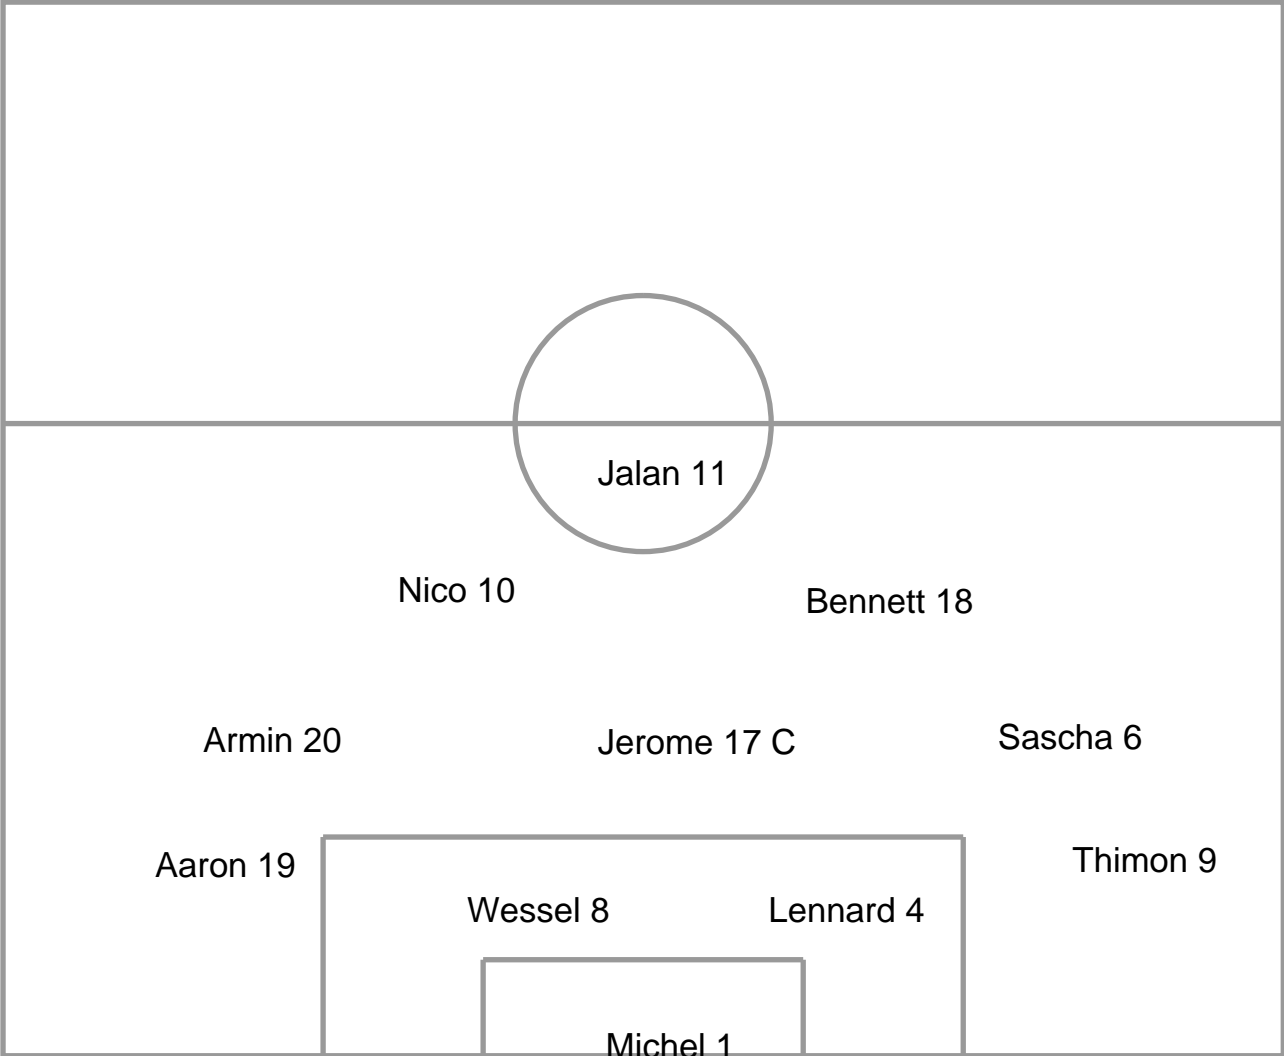 Jalan 11
Nico 10
Bennett 18
Armin 20
Jerome 17 C
Sascha 6
Aaron 19
Thimon 9
Wessel 8
Lennard 4
Michel 1